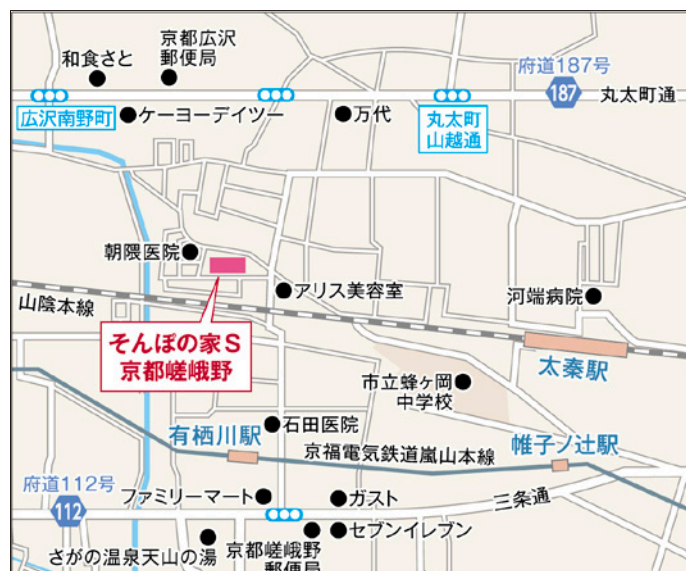 和食さと
京都広沢
郵便局
府道187号
187
丸太町通
広沢南野町
ケーヨーデイツー
万代
丸太町
山越通
朝隈医院
アリス美容室
河端病院
山陰本線
そんぽの家S
京都嵯峨野
太秦駅
市立蜂ヶ岡
中学校
石田医院
有栖川駅
京福電気鉄道嵐山本線
帷子ノ辻駅
府道112号
112
ファミリーマート
ガスト
三条通
さがの温泉天山の湯
京都嵯峨野
郵便局
セブンイレブン